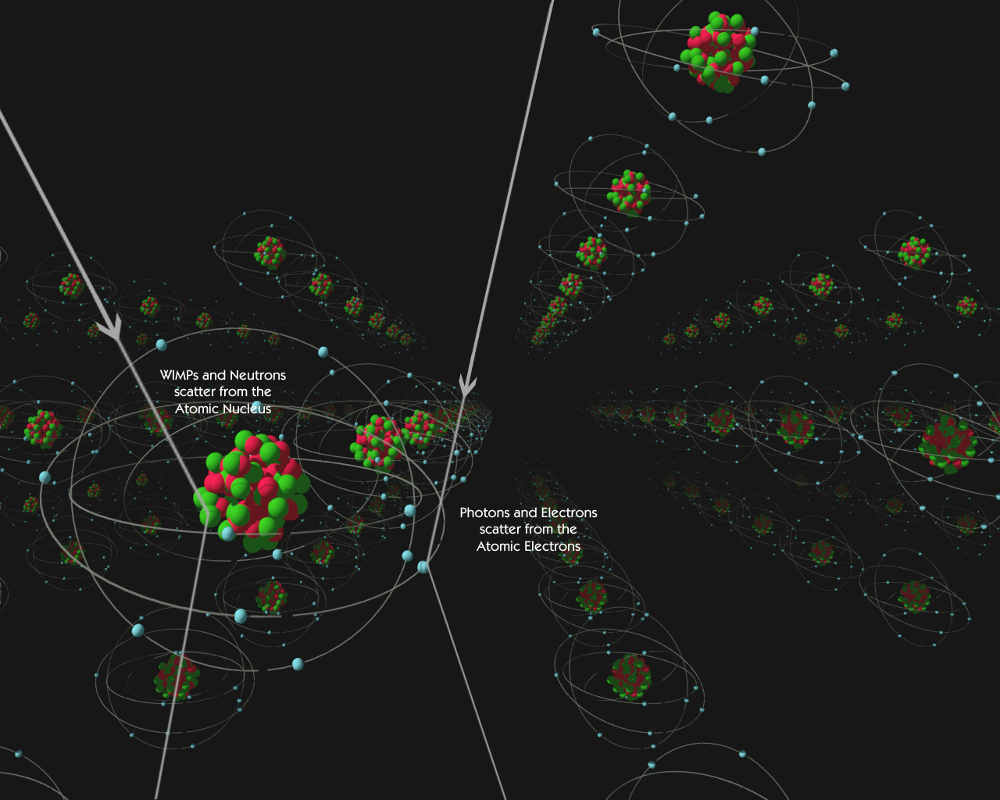 WIMPs and Neutrons
scatter from the
Atomic Nucleus
Photons and Electrons
scatter from the
Atomic Electrons